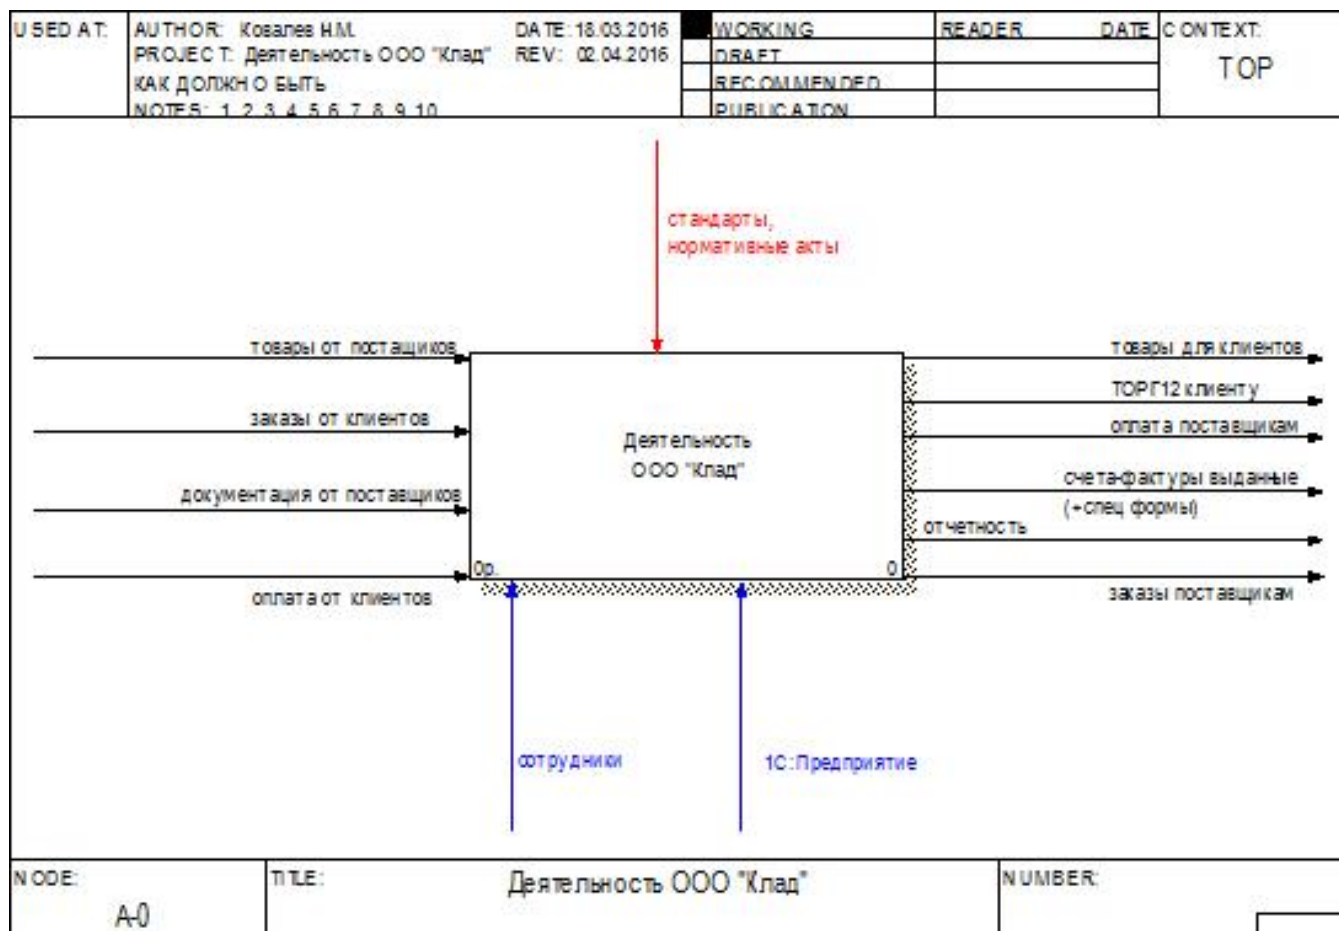 USED AT:
AUTHOR: Ковалев Н.М.
DATE: 18.03.2016
PROJECT: Деятельность ООО "Клад"
REV: 02.04.2016
КАК ДОЛЖНО БЫТЬ
NOTES: 1 2 3 4 5 6 7 8 9 10
WORKING
DRAFT
RECOMMENDED
PUBLICATION
READER DATE
CONTEXT:
TOP
стандарты,
нормативные акты
товары от постащиков
заказы от клиентов
документация от поставщиков
оплата от клиентов
Деятельность
ООО "Клад"
0р.
0
товары для клиентов
ТОРГ12 клиенту
оплата поставщикам
счета-фактуры выданные
(+спец формы)
отчетность
заказы поставщикам
сотрудники
1С:Предприятие
NODE:
A-0
TITLE:
Деятельность ООО "Клад"
NUMBER: